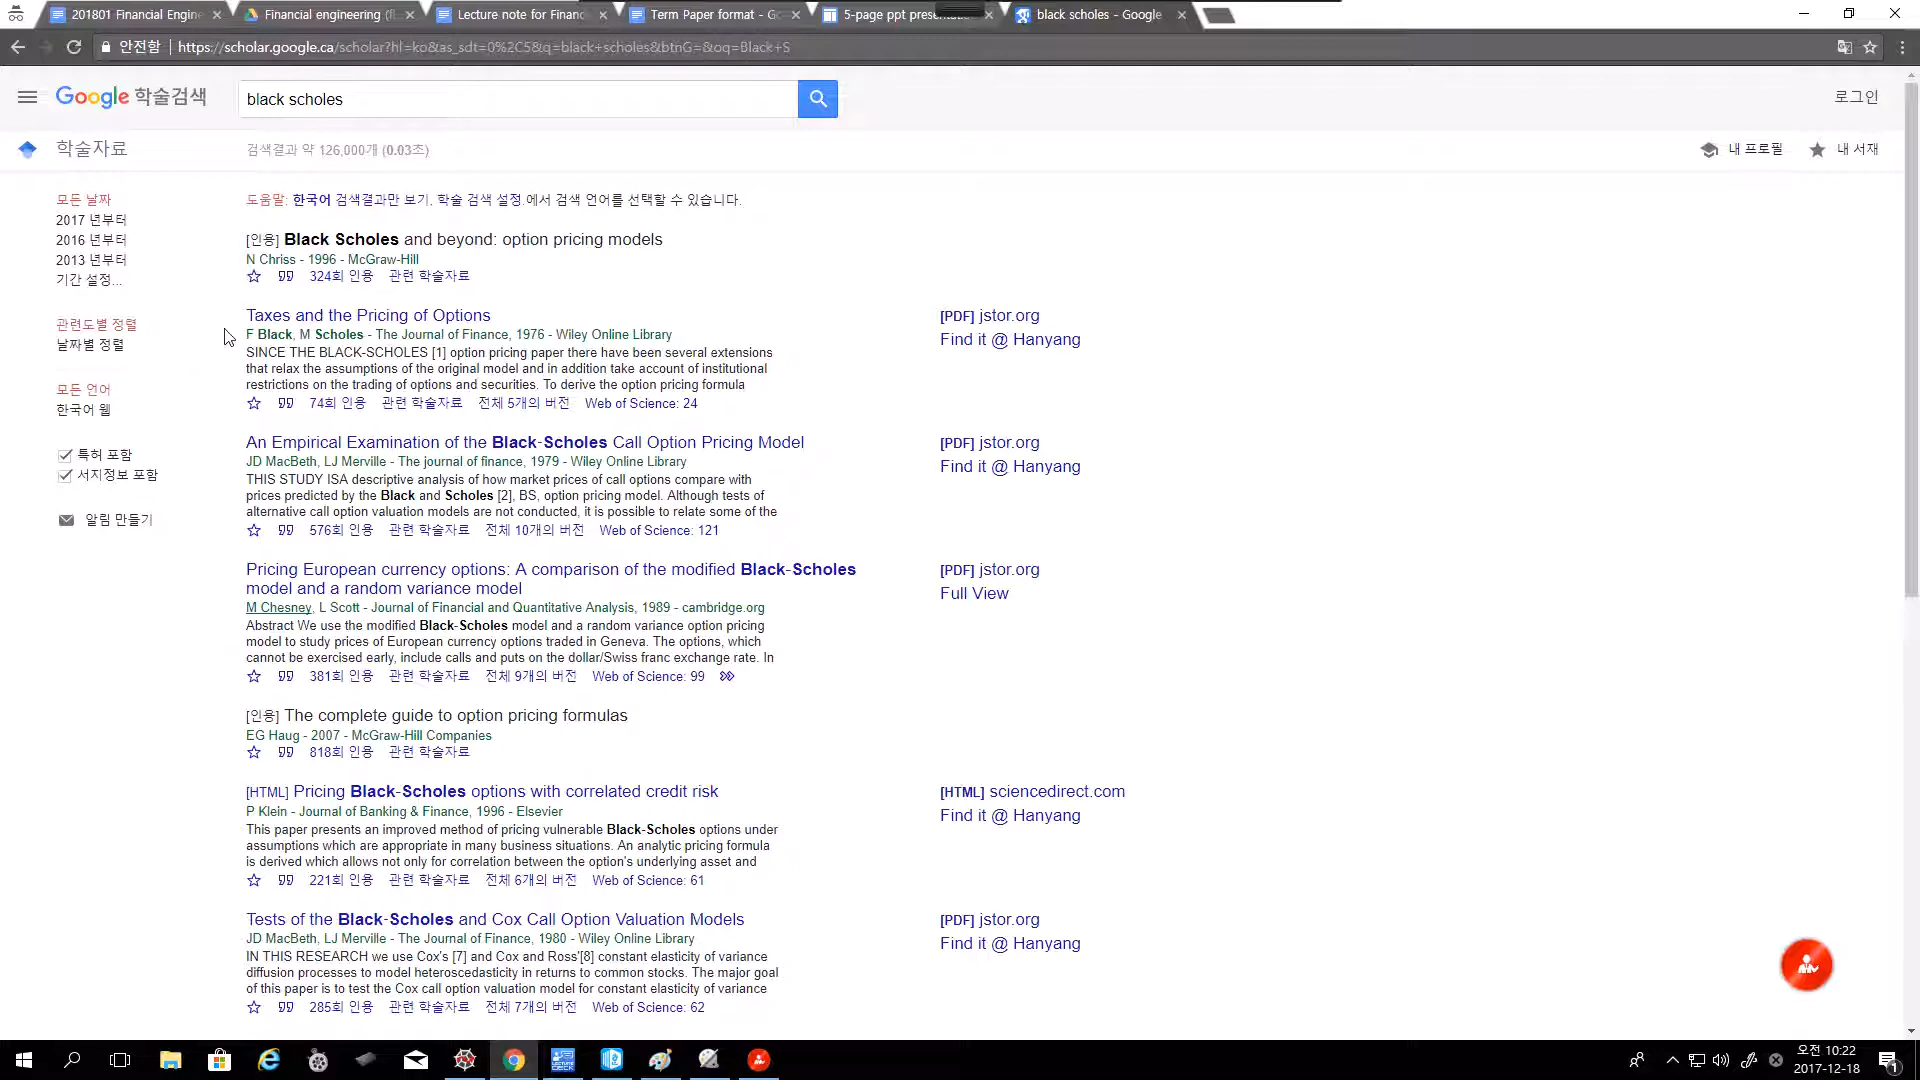 201801 Financial Engine
Financial engineering (f
Lecture note for Financ
Term Paper format - Go
5-page ppt presentatio
black scholes - Google
안전함
https://scholar.google.ca/scholar?hl=ko&as_sdt=0%2C5&q=black+scholes&btnG=&oq=Black+S
Google 학술검색
black scholes
로그인
학술자료
검색결과 약 126,000개 (0.03초)
내 프로필
내 서재
모든 날짜
2017 년부터
2016 년부터
2013 년부터
기간 설정...
관련도별 정렬
날짜별 정렬
모든 언어
한국어 웹
특허 포함
서지정보 포함
알림 만들기
도움말: 한국어 검색결과만 보기. 학술 검색 설정.에서 검색 언어를 선택할 수 있습니다.
[인용] Black Scholes and beyond: option pricing models
N Chriss - 1996 - McGraw-Hill
324회 인용 관련 학술자료
Taxes and the Pricing of Options
F Black, M Scholes - The Journal of Finance, 1976 - Wiley Online Library
SINCE THE BLACK-SCHOLES [1] option pricing paper there have been several extensions
that relax the assumptions of the original model and in addition take account of institutional
restrictions on the trading of options and securities. To derive the option pricing formula
74회 인용 관련 학술자료 전체 5개의 버전 Web of Science: 24
[PDF] jstor.org
Find it @ Hanyang
An Empirical Examination of the Black-Scholes Call Option Pricing Model
JD MacBeth, LJ Merville - The journal of finance, 1979 - Wiley Online Library
THIS STUDY ISA descriptive analysis of how market prices of call options compare with
prices predicted by the Black and Scholes [2], BS, option pricing model. Although tests of
alternative call option valuation models are not conducted, it is possible to relate some of the
576회 인용 관련 학술자료 전체 10개의 버전 Web of Science: 121
[PDF] jstor.org
Find it @ Hanyang
Pricing European currency options: A comparison of the modified Black-Scholes
model and a random variance model
M Chesney, L Scott - Journal of Financial and Quantitative Analysis, 1989 - cambridge.org
Abstract We use the modified Black-Scholes model and a random variance option pricing
model to study prices of European currency options traded in Geneva. The options, which
cannot be exercised early, include calls and puts on the dollar/Swiss franc exchange rate. In
381회 인용 관련 학술자료 전체 9개의 버전 Web of Science: 99
[PDF] jstor.org
Full View
[인용] The complete guide to option pricing formulas
EG Haug - 2007 - McGraw-Hill Companies
818회 인용 관련 학술자료
[HTML] Pricing Black-Scholes options with correlated credit risk
P Klein - Journal of Banking & Finance, 1996 - Elsevier
This paper presents an improved method of pricing vulnerable Black-Scholes options under
assumptions which are appropriate in many business situations. An analytic pricing formula
is derived which allows not only for correlation between the option's underlying asset and
221회 인용 관련 학술자료 전체 6개의 버전 Web of Science: 61
[HTML] sciencedirect.com
Find it @ Hanyang
Tests of the Black-Scholes and Cox Call Option Valuation Models
JD MacBeth, LJ Merville - The Journal of Finance, 1980 - Wiley Online Library
IN THIS RESEARCH we use Cox's [7] and Cox and Ross'[8] constant elasticity of variance
diffusion processes to model heteroscedasticity in returns to common stocks. The major goal
of this paper is to test the Cox call option valuation model for constant elasticity of variance
285회 인용 관련 학술자료 전체 7개의 버전 Web of Science: 62
[PDF] jstor.org
Find it @ Hanyang
오전 10:22
2017-12-18
1